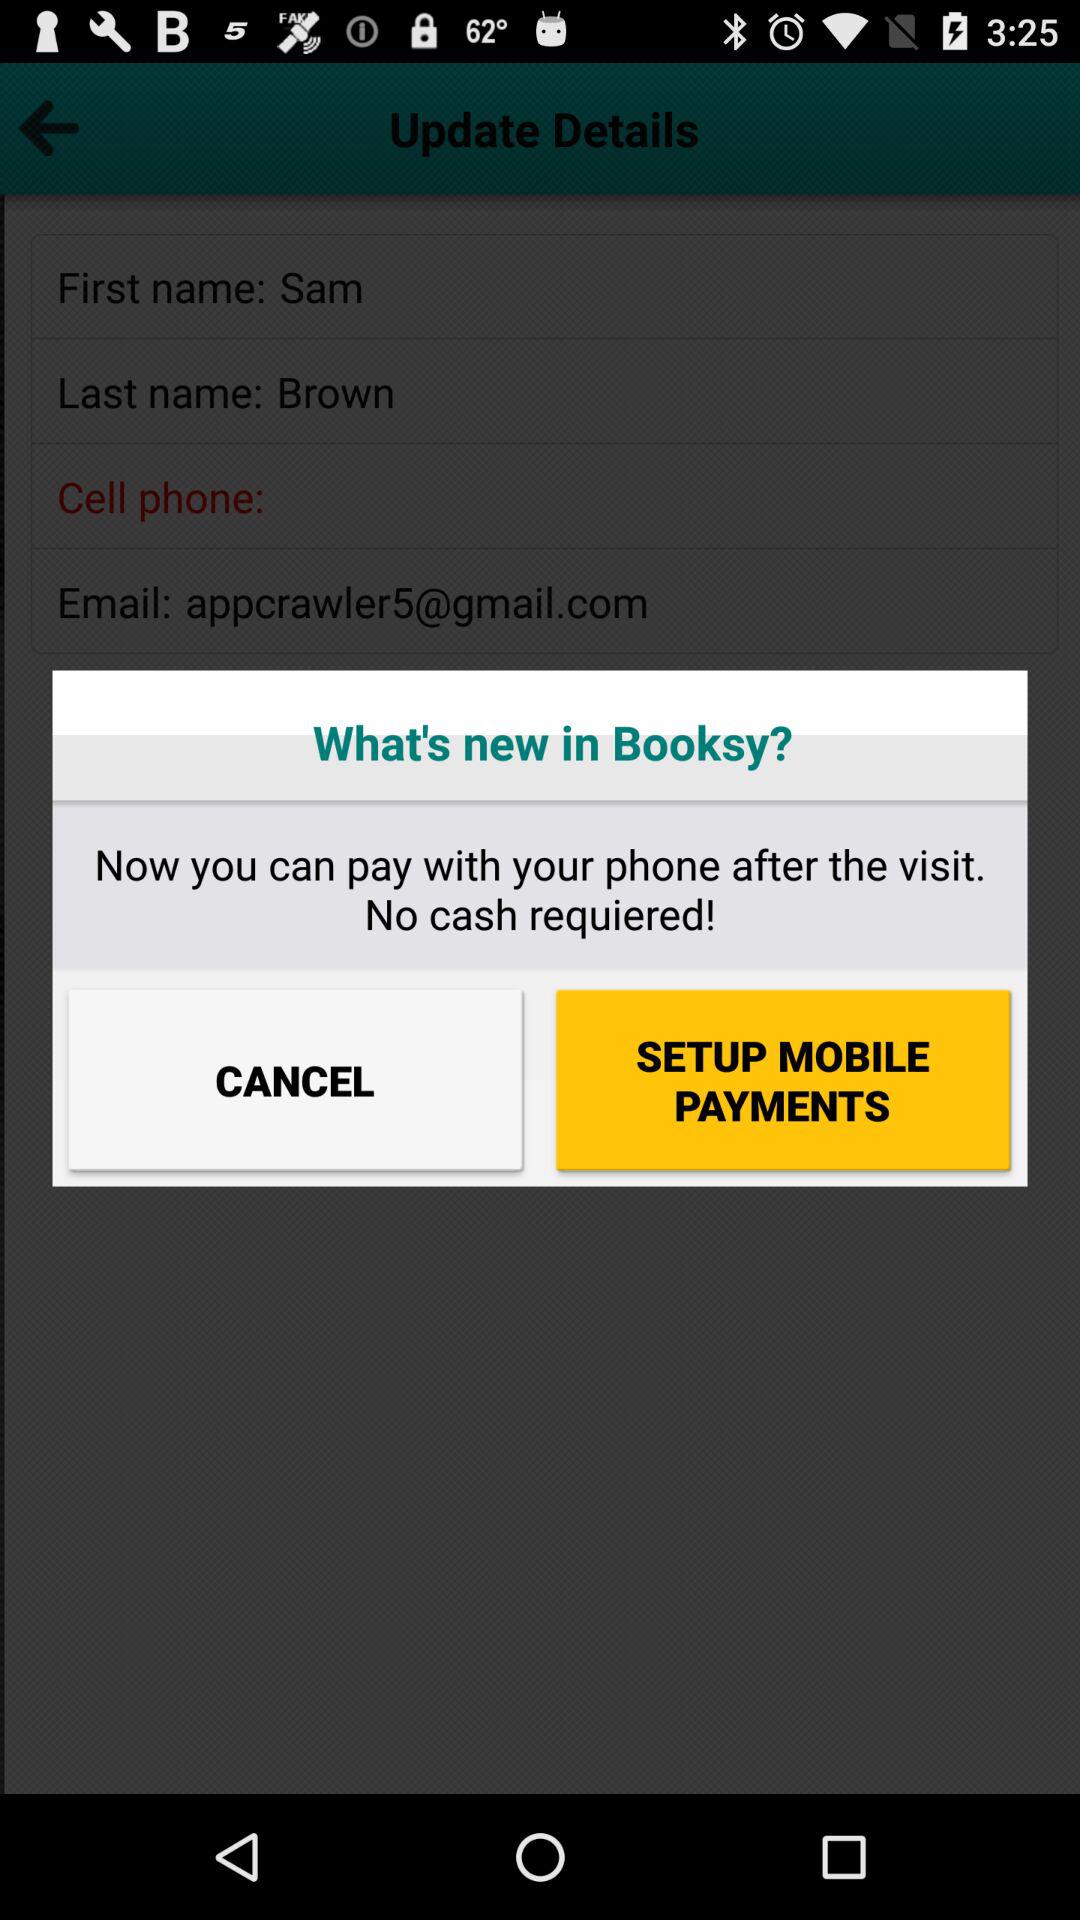 B 5 FAKE 62° 3:25
Update Details
First name: Sam
Last name: Brown
Cell phone:
Email: appcrawler5@gmail.com
What's new in Booksy?
Now you can pay with your phone after the visit.
No cash requiered!
CANCEL
SETUP MOBILE
PAYMENTS